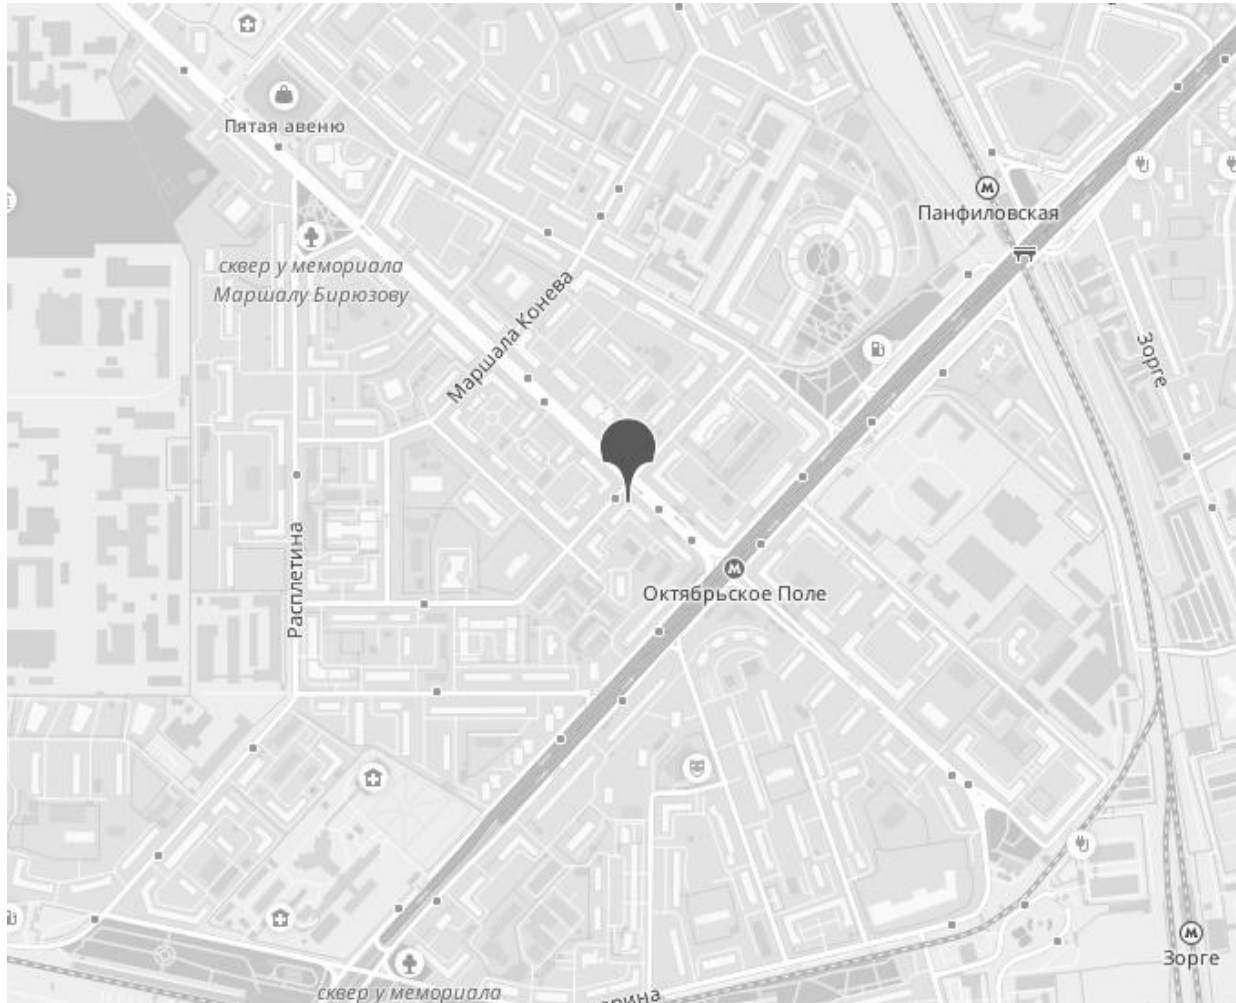 Пятая авеню
Панфиловская
сквер у мемориала
Маршалу Бирюзову
Маршала Конева
Зорге
Расплетина
Октябрьское Поле
Зорге
сквер у мемориала